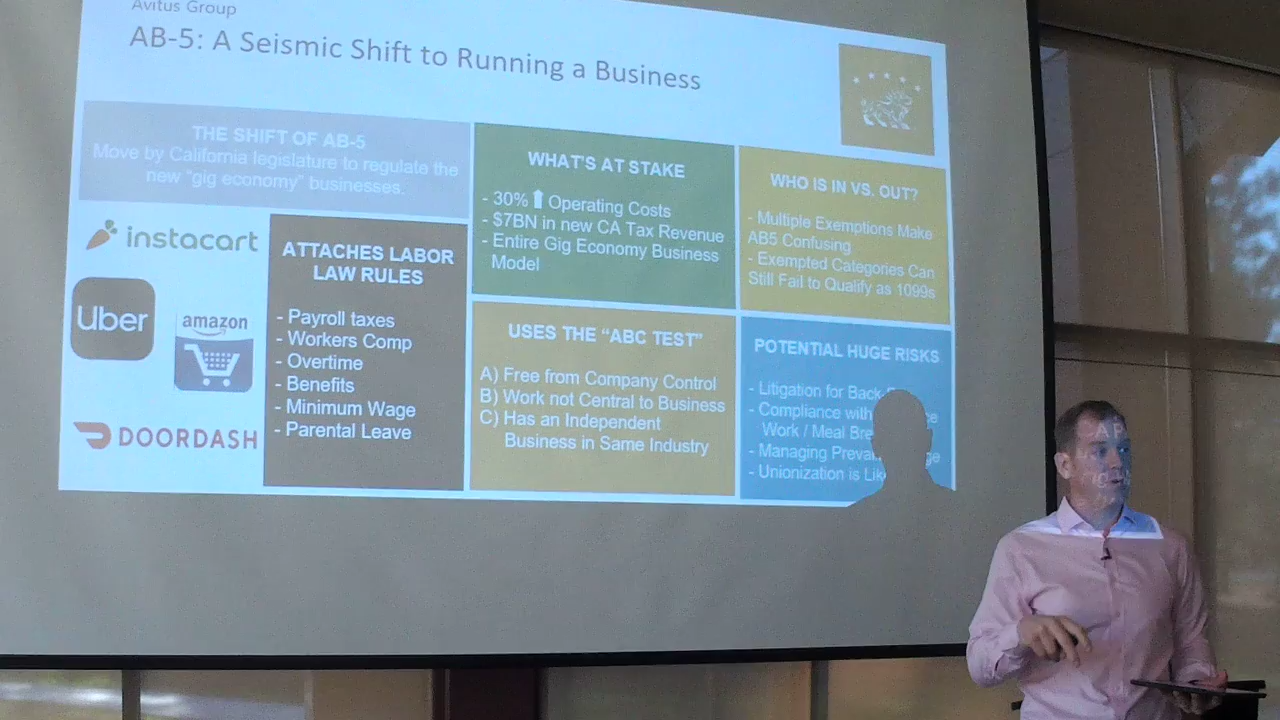 Avitus Group
AB-5: A Seismic Shift to Running a Business
THE SHIFT OF AB-5
Move by California legislature to regulate the
new "gig economy" businesses.
instacart
Uber
amazon
DOORDASH
ATTACHES LABOR
LAW RULES
- Payroll taxes
- Workers Comp
- Overtime
- Benefits
- Minimum Wage
- Parental Leave
WHAT'S AT STAKE
- 30% ⬆ Operating Costs
- $7BN in new CA Tax Revenue
- Entire Gig Economy Business
Model
USES THE "ABC TEST"
A) Free from Company Control
B) Work not Central to Business
C) Has an Independent
Business in Same Industry
WHO IS IN VS. OUT?
- Multiple Exemptions Make
AB5 Confusing
- Exempted Categories Can
Still Fail to Qualify as 1099s
POTENTIAL HUGE RISKS
- Litigation for Back
- Compliance with
Work / Meal
- Managing
- Unionization is